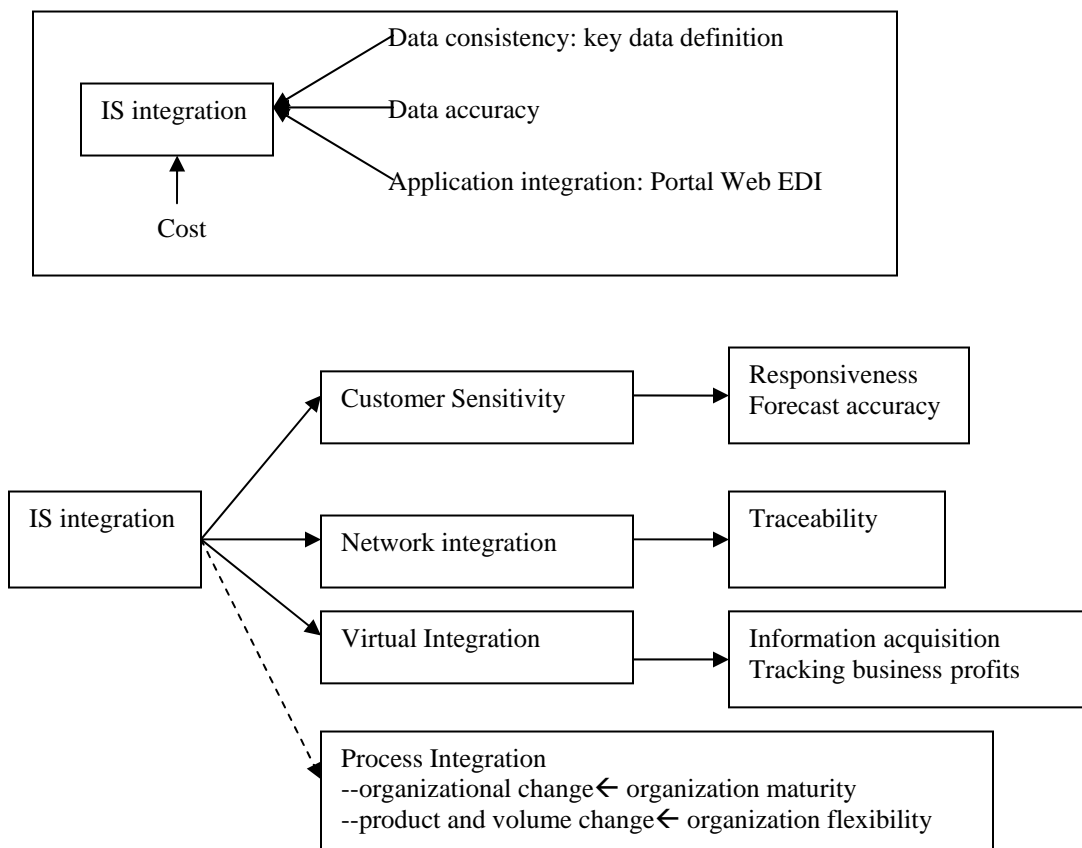 Data consistency: key data definition
IS integration
Data accuracy
Application integration: Portal Web EDI
Cost
Customer Sensitivity
Responsiveness
Forecast accuracy
IS integration
Network integration
Traceability
Virtual Integration
Information acquisition
Tracking business profits
Process Integration
--organizational change← organization maturity
--product and volume change← organization flexibility